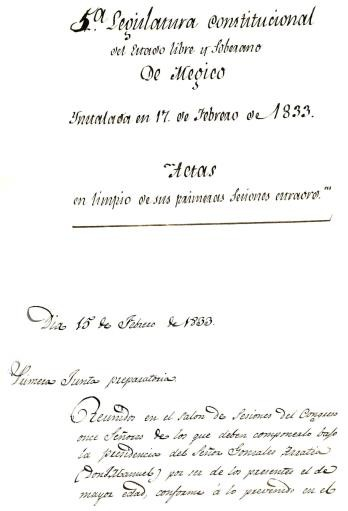 5.ª Legislatura Constitucional
del Estado libre y Soberano
De Megico
Instalada en 17. de Febrero de 1833.
Actas
en limpio de sus primeras Sesiones extraord.
Dia 15 de Febrero de 1833.
Primera Junta preparatoria.
Reunidos en el Salon de Sesiones del Congreso
once Señores de los que deben componerlo bajo
la presidencia del Señor Gonzales Arratia
(Don Manuel) por ser de los presentes el de
mayor edad, conforme á lo prevenido en el